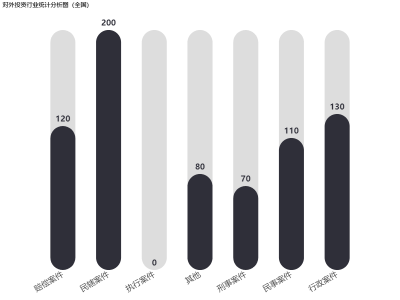 对外投资行业统计分析图（全国）
200
130
120
110
80
70
0
赔偿案件
民辖案件
执行案件
其他
刑事案件
民事案件
行政案件